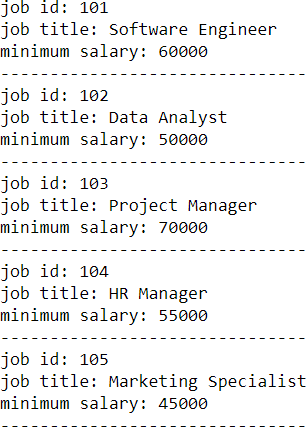 job id: 101
job title: Software Engineer
minimum salary: 60000
-------------------------------
job id: 102
job title: Data Analyst
minimum salary: 50000
-------------------------------
job id: 103
job title: Project Manager
minimum salary: 70000
-------------------------------
job id: 104
job title: HR Manager
minimum salary: 55000
-------------------------------
job id: 105
job title: Marketing Specialist
minimum salary: 45000
-------------------------------